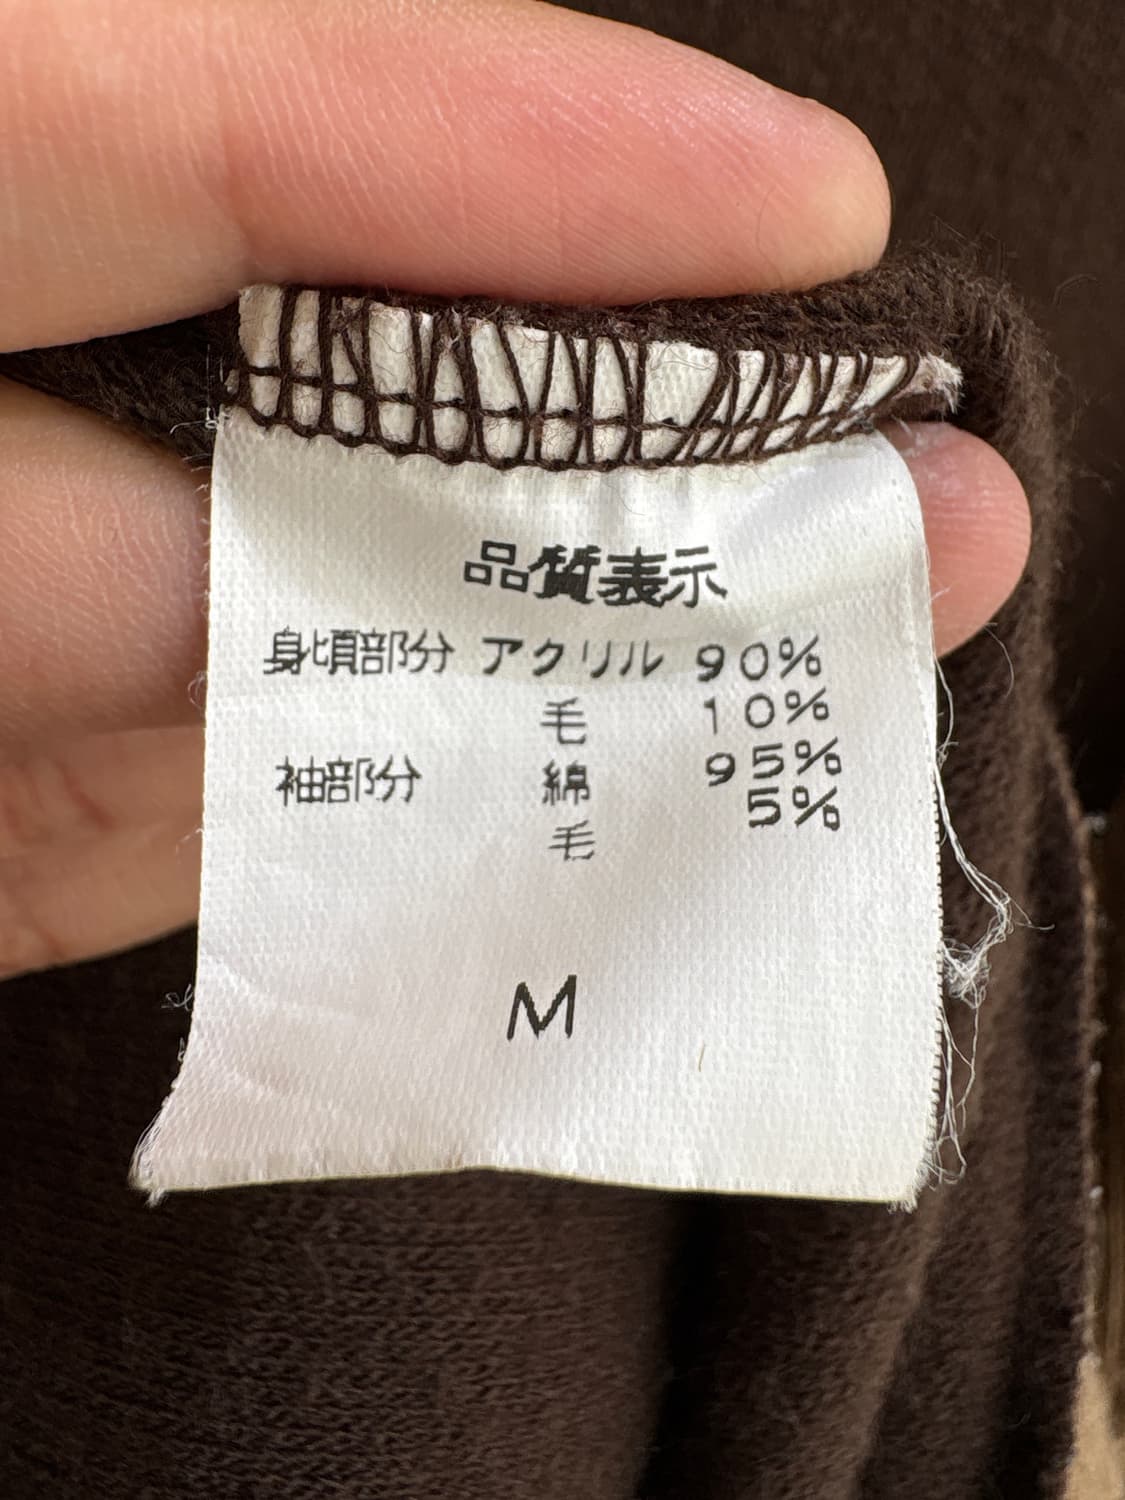 品質表示
身頃部分 アクリル 90%
毛 10%
袖部分 綿 95%
毛 5%
M